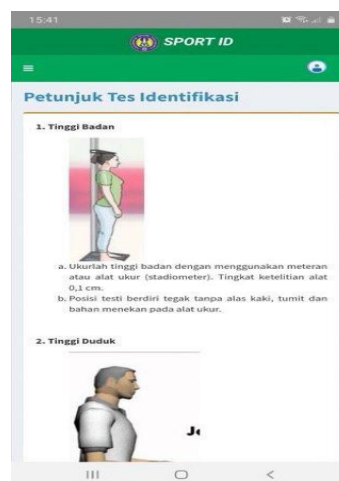 15:41
SPORT ID
Petunjuk Tes Identifikasi
1. Tinggi Badan
a. Ukurlah tinggi badan dengan menggunakan meteran
atau alat ukur (stadiometer). Tingkat ketelitian alat
0,1 cm.
b. Posisi testi berdiri tegak tanpa alas kaki, tumit dan
bahan menekan pada alat ukur.
2. Tinggi Duduk